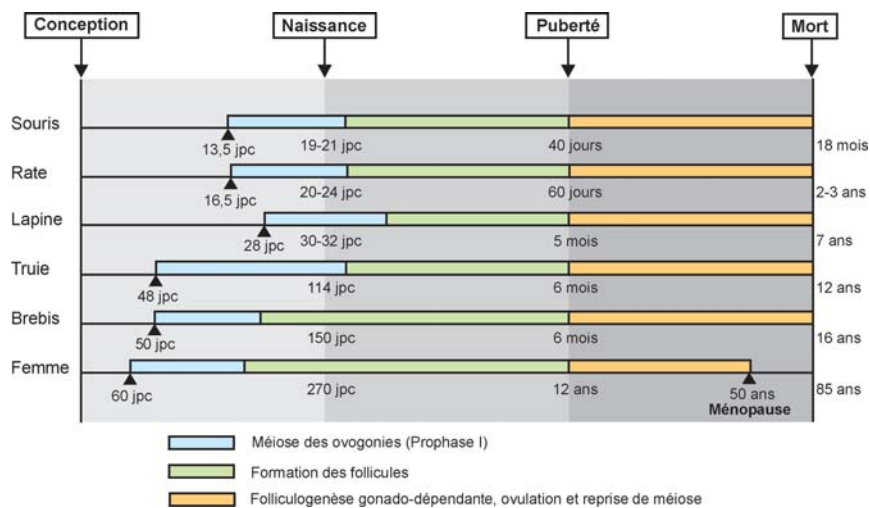 Conception Naissance Puberté Mort
Souris
13,5 jpc 19-21 jpc 40 jours 18 mois
Rate
16,5 jpc 20-24 jpc 60 jours 2-3 ans
Lapine
28 jpc 30-32 jpc 5 mois 7 ans
Truie
48 jpc 114 jpc 6 mois 12 ans
Brebis
50 jpc 150 jpc 6 mois 16 ans
Femme
60 jpc 270 jpc 12 ans 50 ans 85 ans
Ménopause
Méiose des ovogonies (Prophase I)
Formation des follicules
Folliculogenèse gonado-dépendante, ovulation et reprise de méiose